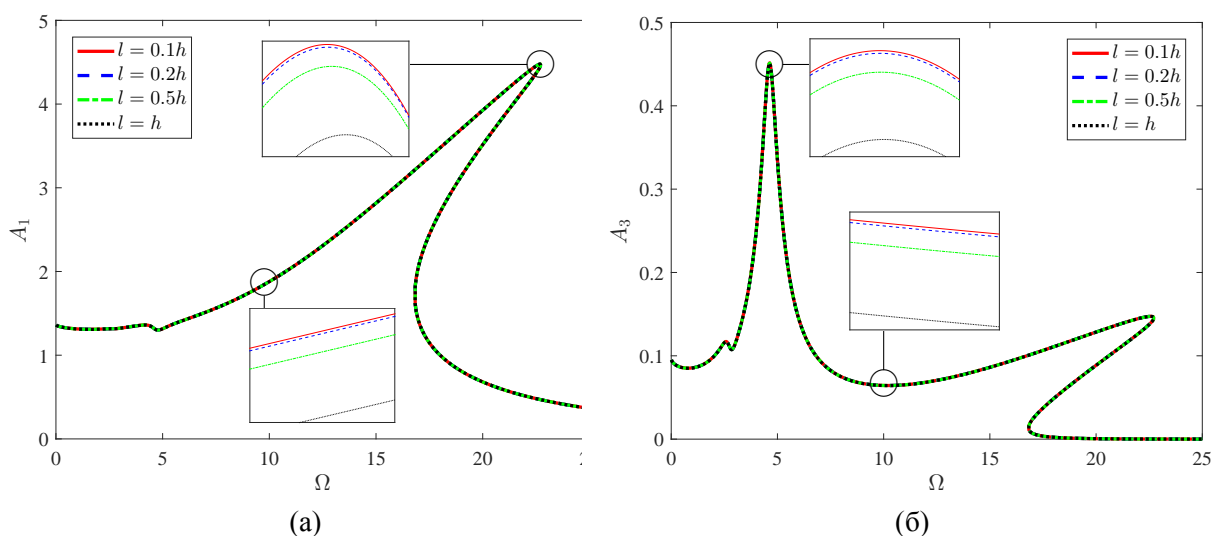 5
4
3
2
1
0
A₁
l = 0.1h
l = 0.2h
l = 0.5h
l = h
0 5 10 15 20
Ω
(а)
0.5
0.4
0.3
0.2
0.1
0
A₃
l = 0.1h
l = 0.2h
l = 0.5h
l = h
0 5 10 15 20 25
Ω
(б)